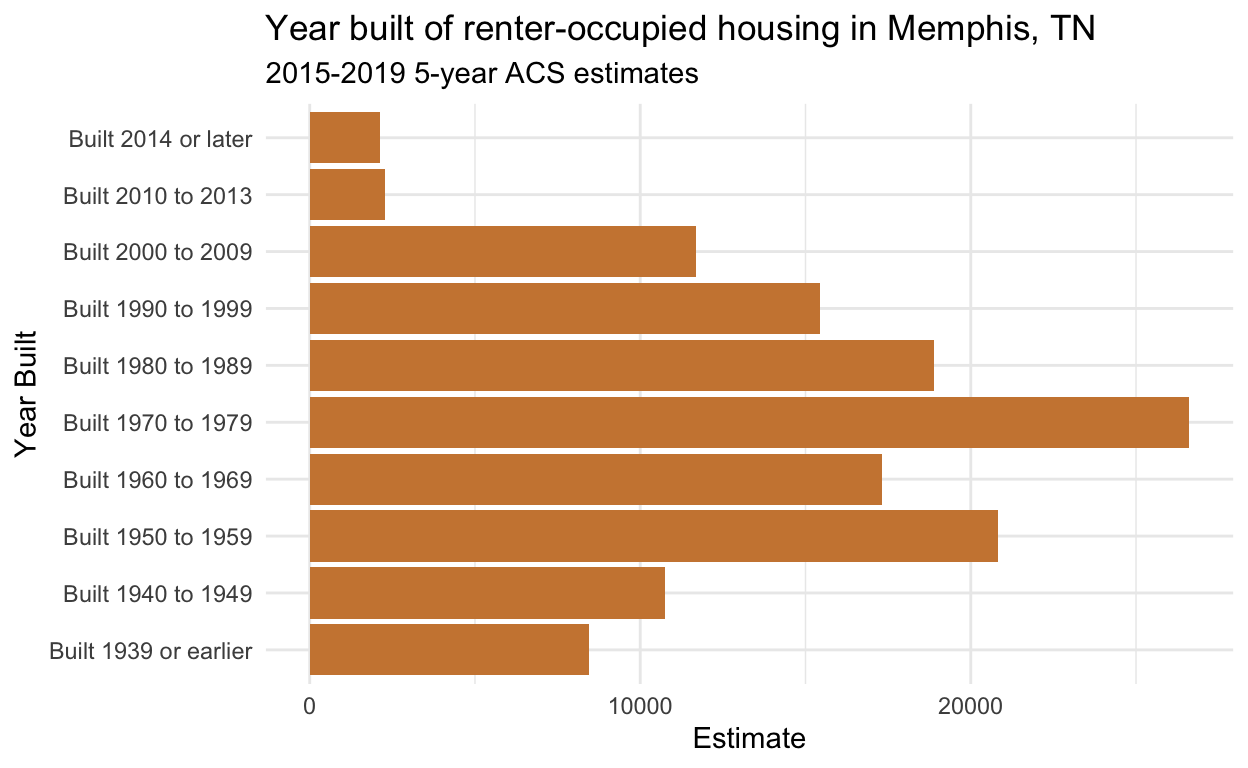 Year built of renter-occupied housing in Memphis, TN
2015-2019 5-year ACS estimates
Year Built
Built 2014 or later
Built 2010 to 2013
Built 2000 to 2009
Built 1990 to 1999
Built 1980 to 1989
Built 1970 to 1979
Built 1960 to 1969
Built 1950 to 1959
Built 1940 to 1949
Built 1939 or earlier
0 10000 20000
Estimate